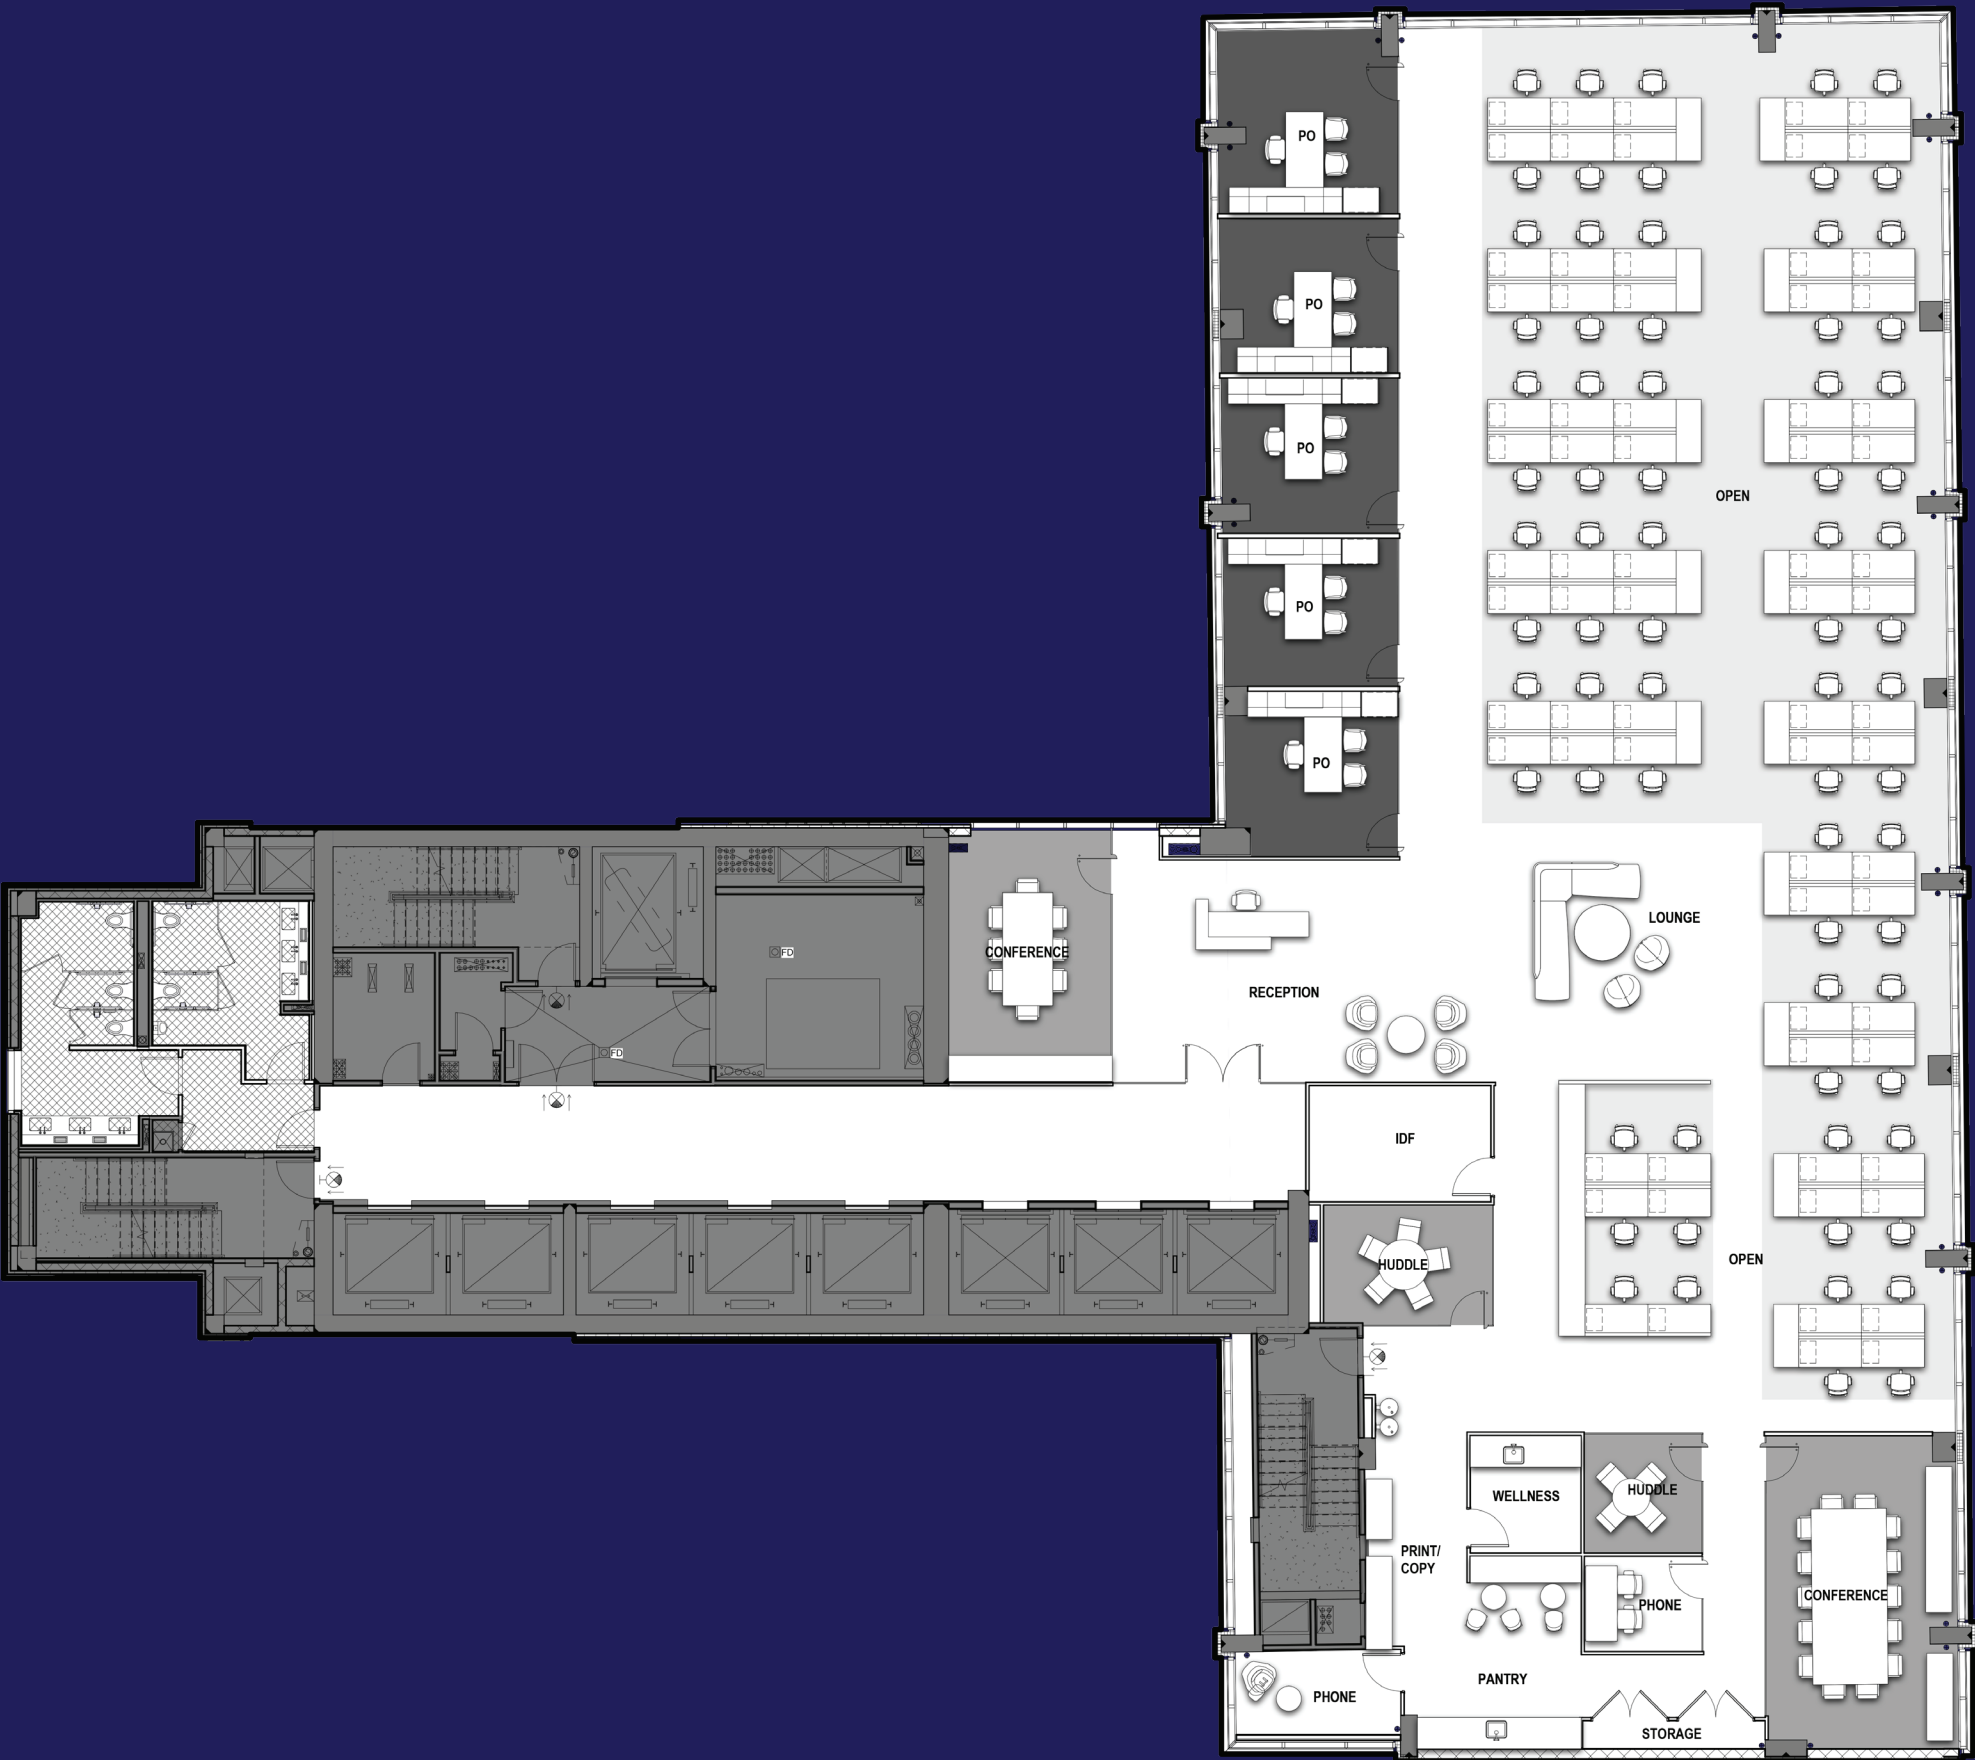 PO
PO
PO
OPEN
PO
PO
LOUNGE
CONFERENCE
FD
RECEPTION
FD
IDF
OPEN
HUDDLE
HUDDLE
WELLNESS
PRINT/
COPY
CONFERENCE
PHONE
PANTRY
PHONE
STORAGE